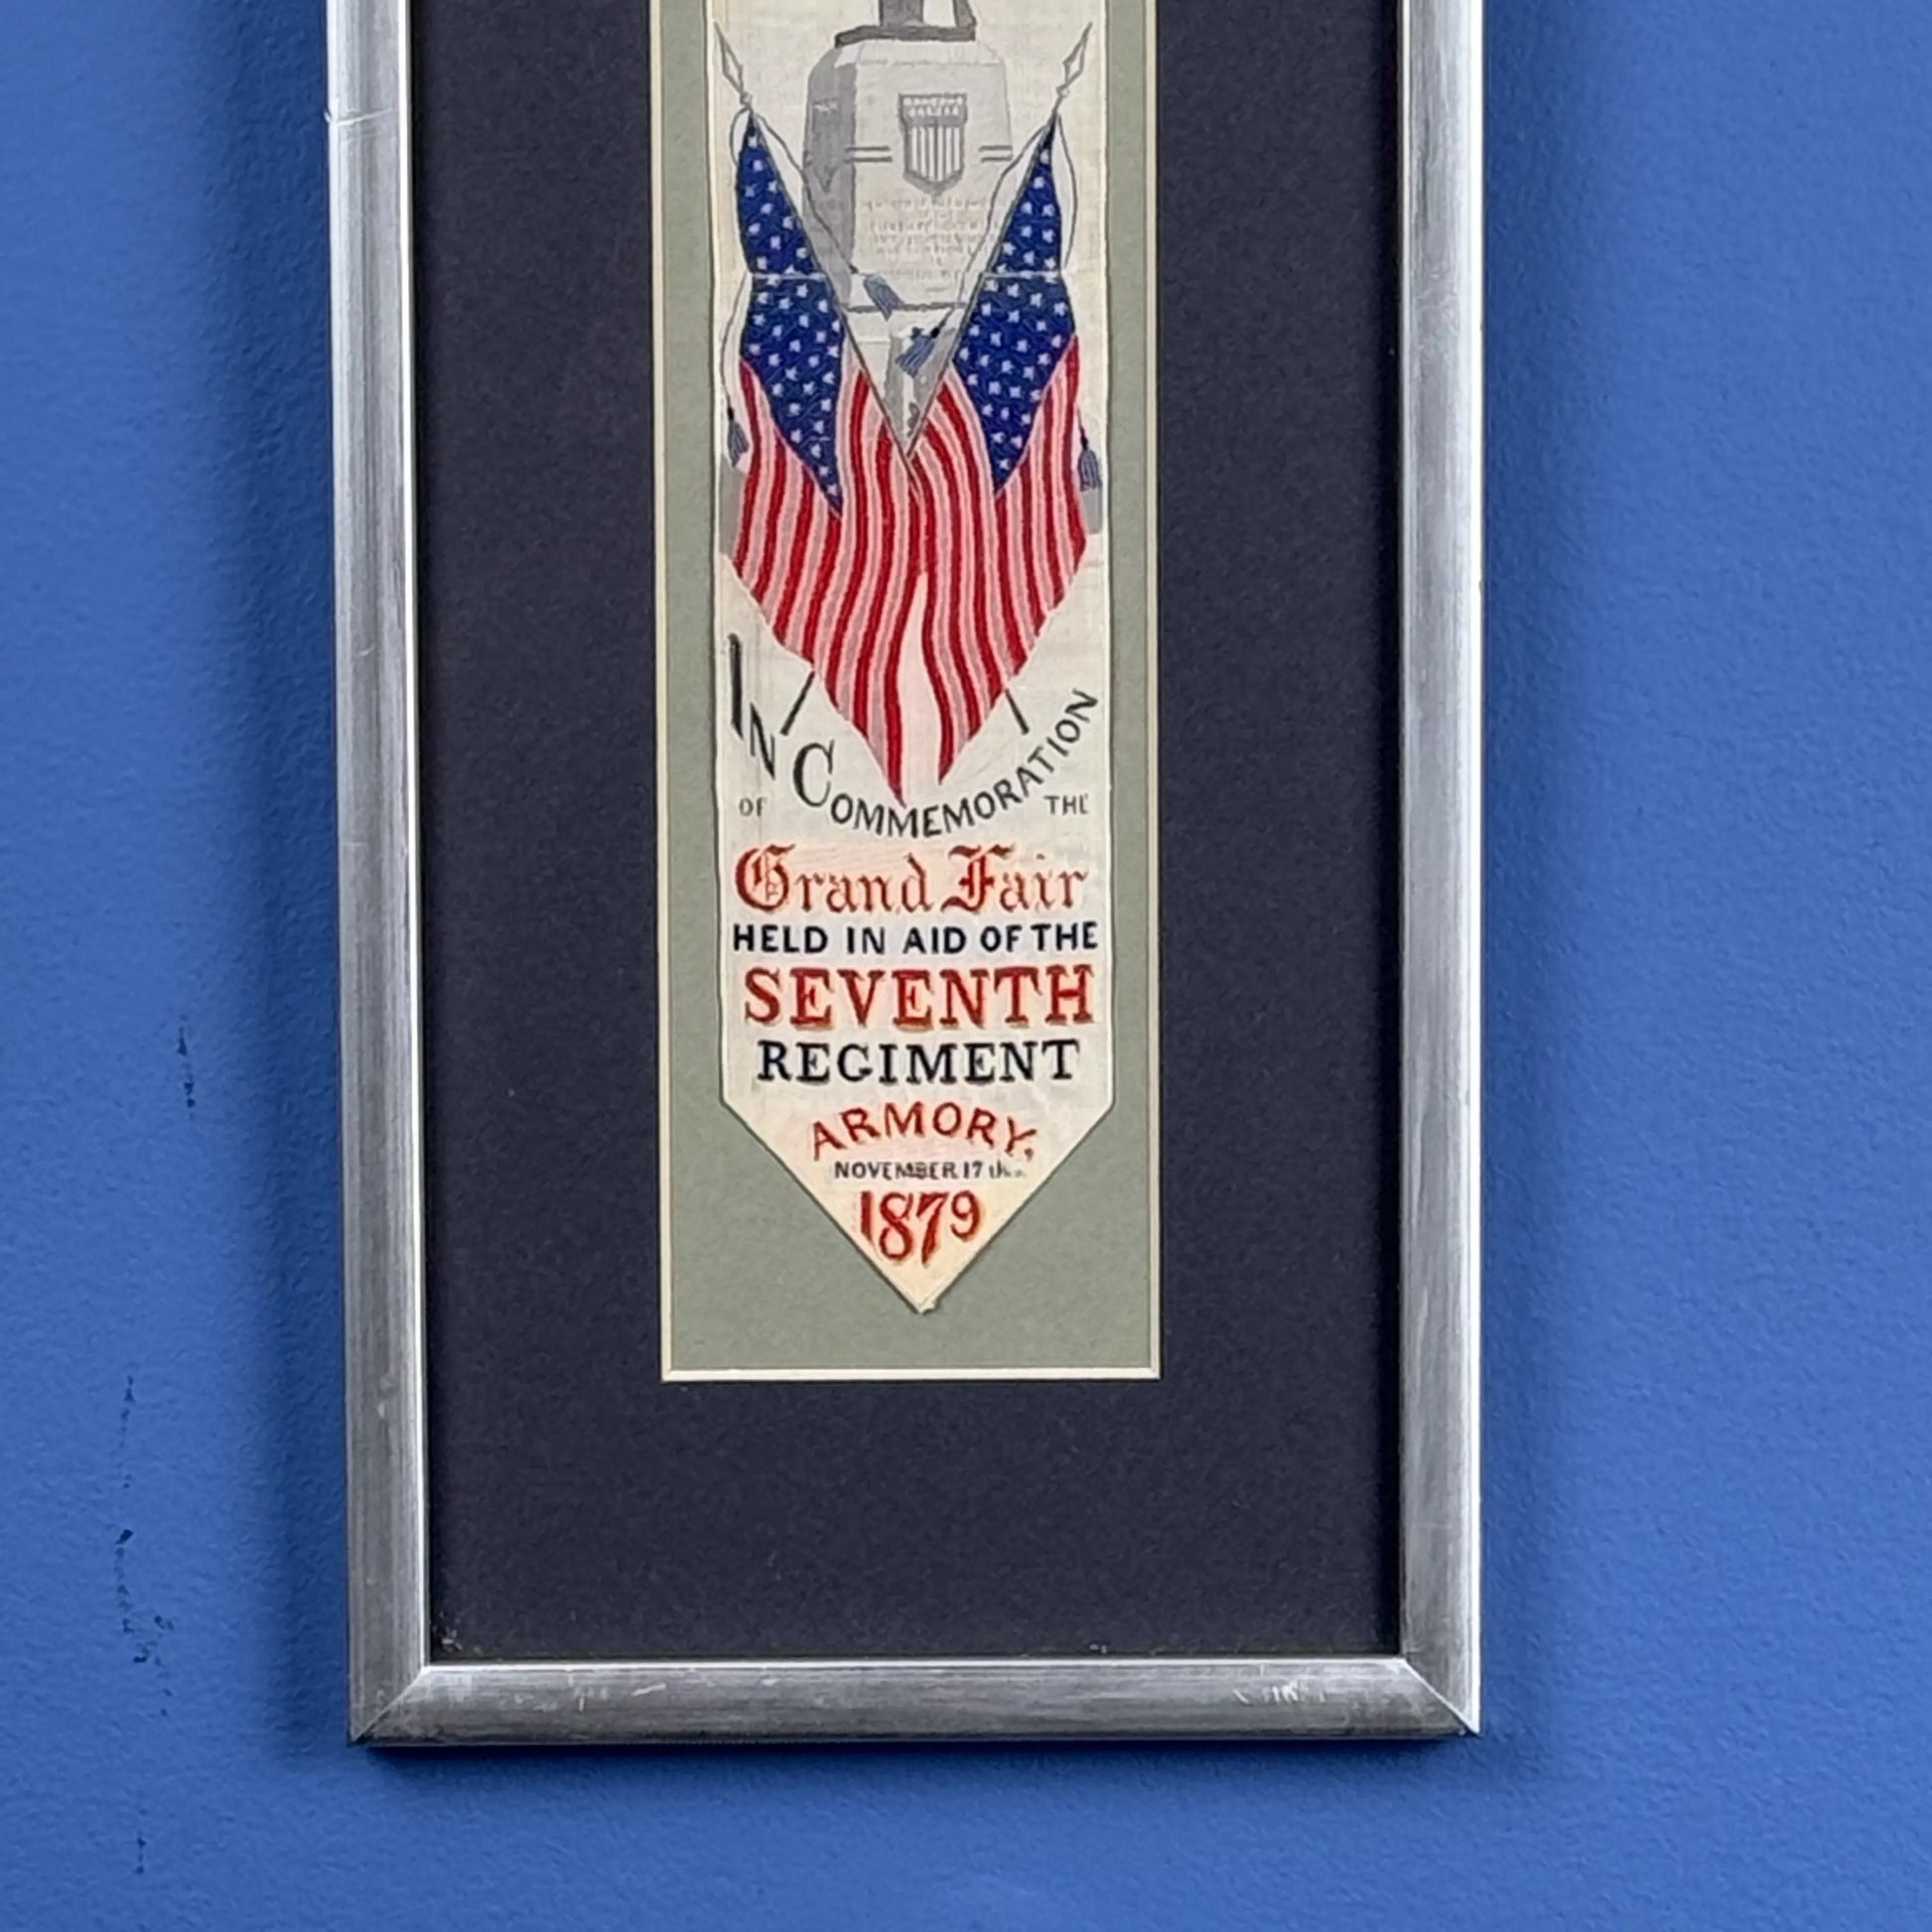 IN COMMEMORATION
OF THE
Grand Fair
HELD IN AID OF THE
SEVENTH
REGIMENT
ARMORY,
NOVEMBER 17th
1879